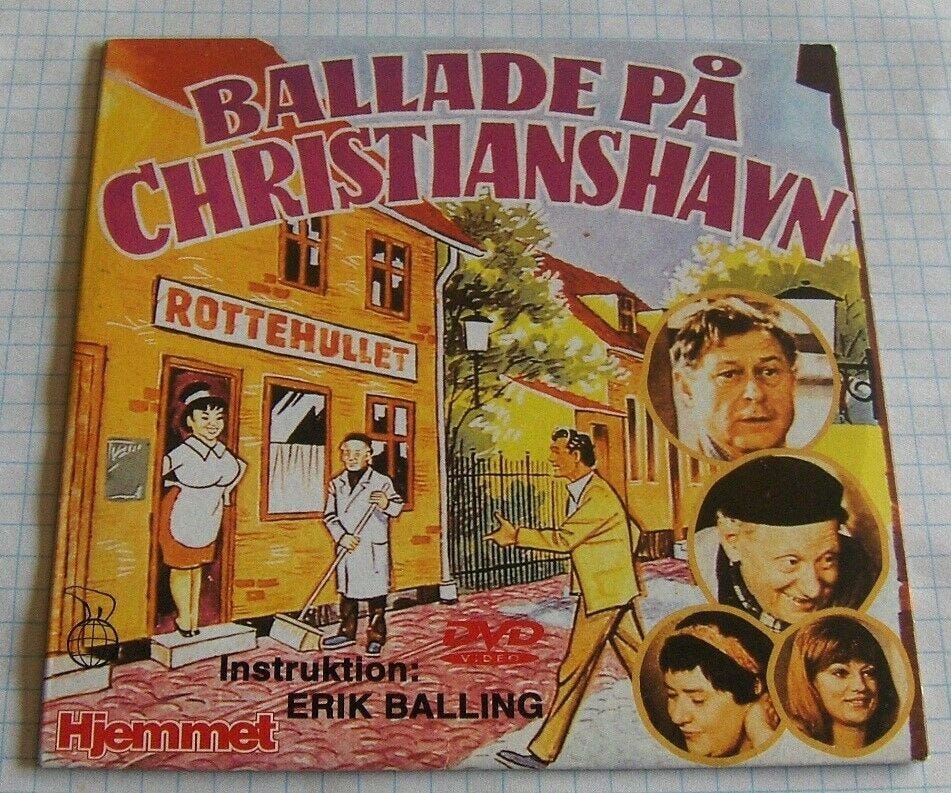 BALLADE PÅ
CHRISTIANSHAVN
ROTTEHULLET
DVD
VIDEO
Instruktion:
ERIK BALLING
Hjemmet